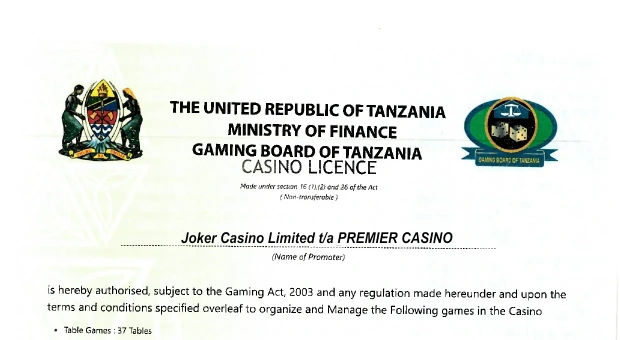 THE UNITED REPUBLIC OF TANZANIA
MINISTRY OF FINANCE
GAMING BOARD OF TANZANIA
GAMING BOARD OF TANZANIA
CASINO LICENCE
Made under section 16 (1),(2) and 26 of the Act
( Non-transferable )
Joker Casino Limited t/a PREMIER CASINO
(Name of Promoter)
is hereby authorised, subject to the Gaming Act, 2003 and any regulation made hereunder and upon the
terms and conditions specified overleaf to organize and Manage the Following games in the Casino
• Table Games : 37 Tables